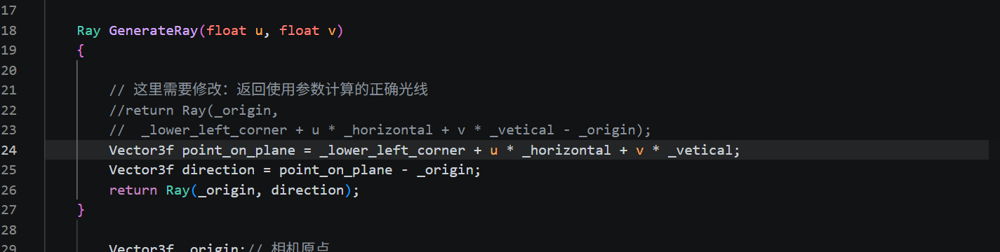 17
18 Ray GenerateRay(float u, float v)
19 {
20
21 // 这里需要修改：返回使用参数计算的正确光线
22 //return Ray(_origin,
23 //  _lower_left_corner + u * _horizontal + v * _vetical - _origin);
24 Vector3f point_on_plane = _lower_left_corner + u * _horizontal + v * _vetical;
25 Vector3f direction = point_on_plane - _origin;
26 return Ray(_origin, direction);
27 }
28
29 Vector3f _origin;// 相机原点